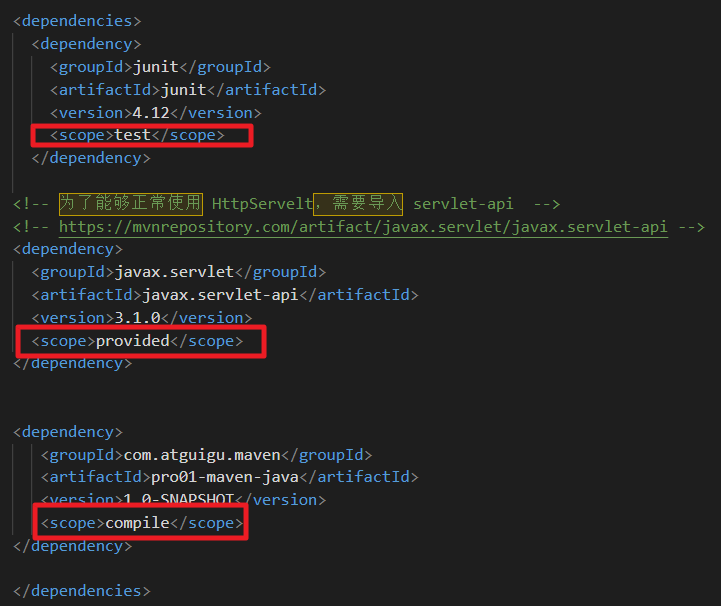 <dependencies>
<dependency>
<groupId>junit</groupId>
<artifactId>junit</artifactId>
<version>4.12</version>
<scope>test</scope>
</dependency>
<!-- 为了能够正常使用 HttpServelt，需要导入 servlet-api -->
<!-- https://mvnrepository.com/artifact/javax.servlet/javax.servlet-api -->
<dependency>
<groupId>javax.servlet</groupId>
<artifactId>javax.servlet-api</artifactId>
<version>3.1.0</version>
<scope>provided</scope>
</dependency>
<dependency>
<groupId>com.atguigu.maven</groupId>
<artifactId>pro01-maven-java</artifactId>
<version>1.0-SNAPSHOT</version>
<scope>compile</scope>
</dependency>
</dependencies>